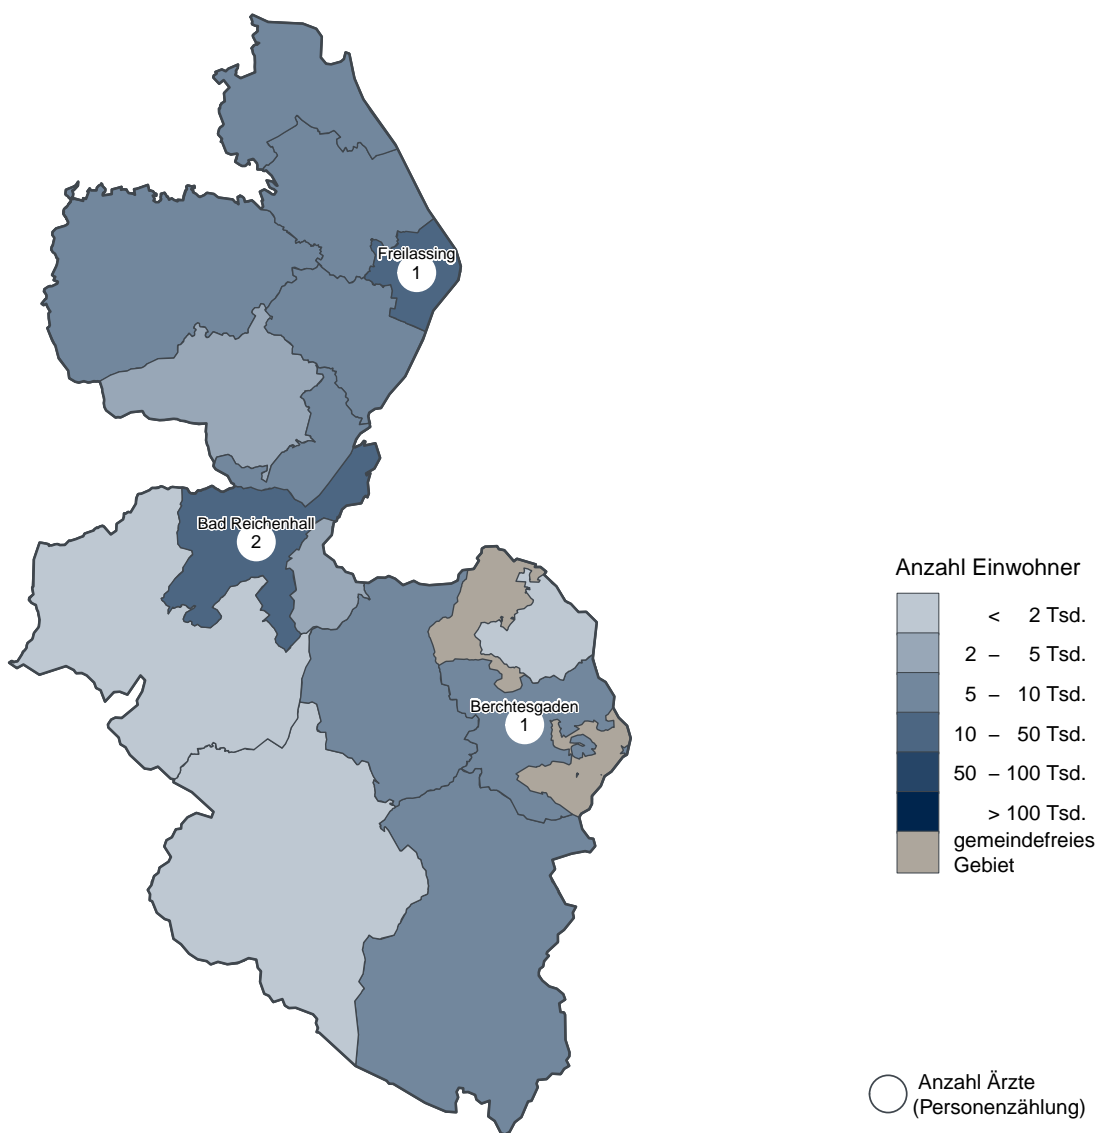 Freilassing
1
Bad Reichenhall
2
Berchtesgaden
1
Anzahl Einwohner
< 2 Tsd.
2 – 5 Tsd.
5 – 10 Tsd.
10 – 50 Tsd.
50 – 100 Tsd.
> 100 Tsd.
gemeindefreies
Gebiet
Anzahl Ärzte
(Personenzählung)